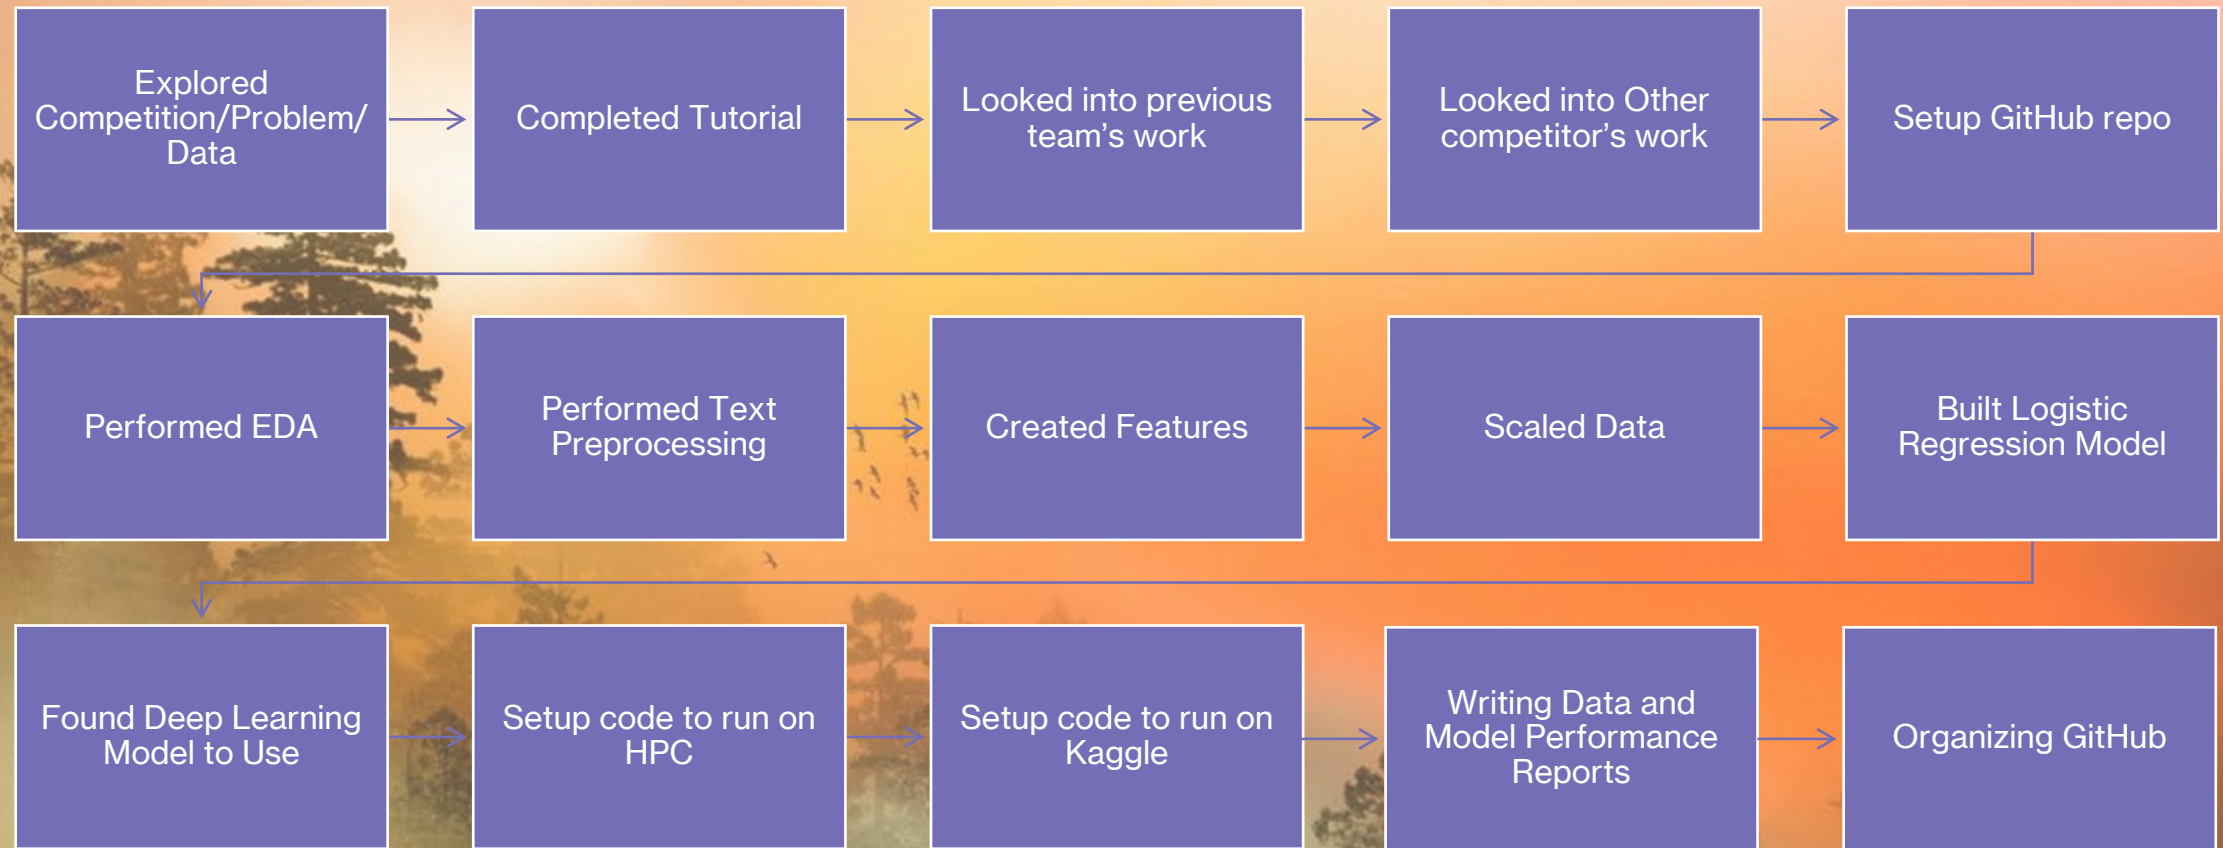 Explored
Competition/Problem/
Data
Completed Tutorial
Looked into previous
team’s work
Looked into Other
competitor’s work
Setup GitHub repo
Performed EDA
Performed Text
Preprocessing
Created Features
Scaled Data
Built Logistic
Regression Model
Found Deep Learning
Model to Use
Setup code to run on
HPC
Setup code to run on
Kaggle
Writing Data and
Model Performance
Reports
Organizing GitHub